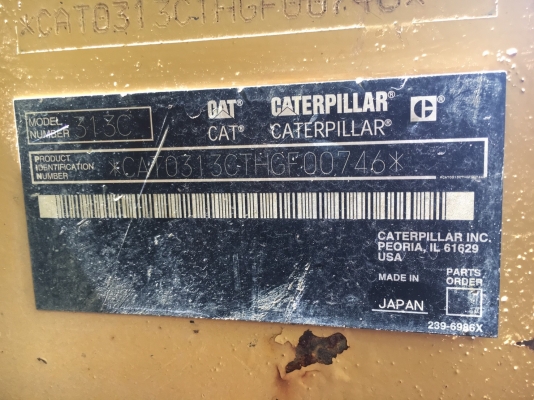 *CAT0313CTHGF00746*
MODEL NUMBER 313C
CAT CATERPILLAR C
CAT® CATERPILLAR®
PRODUCT IDENTIFICATION NUMBER *CAT0313CTHGF00746*
CATERPILLAR INC.
PEORIA, IL 61629
USA
MADE IN
JAPAN
PARTS ORDER
239-6986X